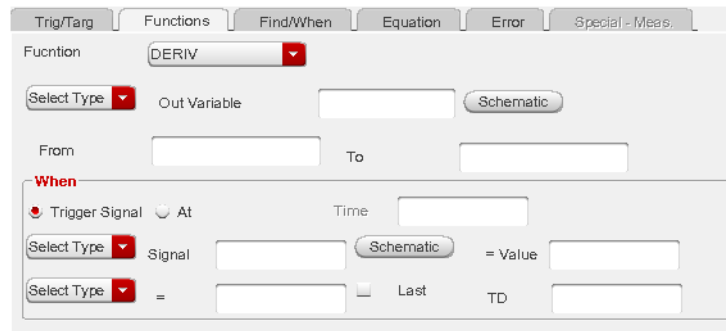 Trig/Targ Functions Find/When Equation Error Special - Meas.
Fucntion DERIV
Select Type Out Variable Schematic
From To
When
Trigger Signal At Time
Select Type Signal Schematic = Value
Select Type = Last TD